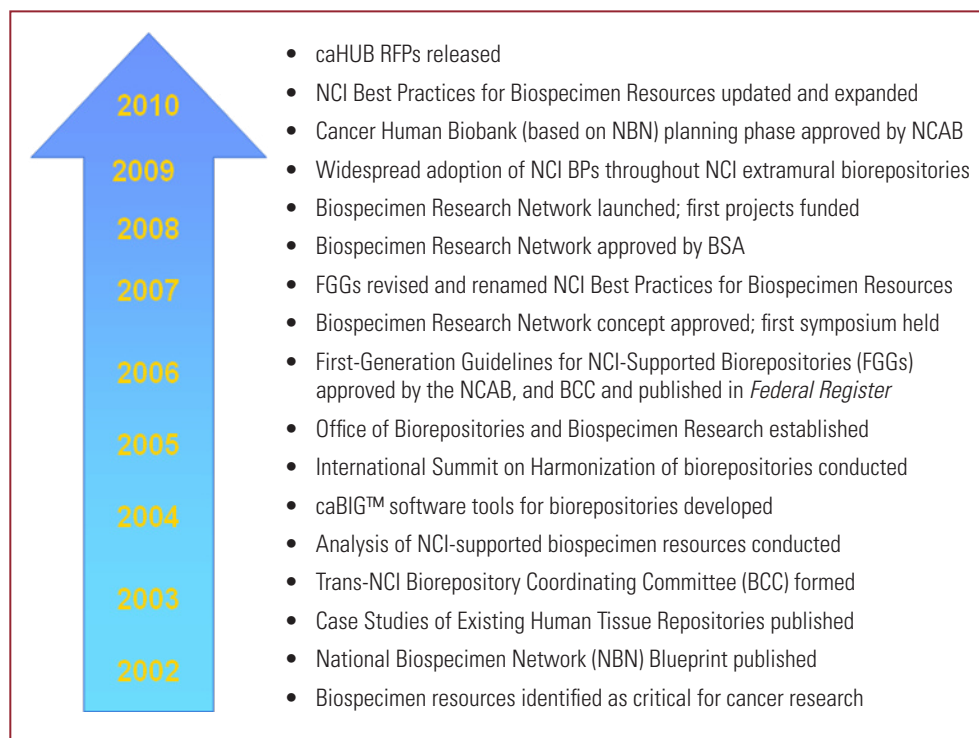 • caHUB RFPs released
2010
• NCI Best Practices for Biospecimen Resources updated and expanded
• Cancer Human Biobank (based on NBN) planning phase approved by NCAB
2009
• Widespread adoption of NCI BPs throughout NCI extramural biorepositories
• Biospecimen Research Network launched; first projects funded
2008
• Biospecimen Research Network approved by BSA
2007
• FGGs revised and renamed NCI Best Practices for Biospecimen Resources
• Biospecimen Research Network concept approved; first symposium held
2006
• First-Generation Guidelines for NCI-Supported Biorepositories (FGGs)
approved by the NCAB, and BCC and published in Federal Register
2005
• Office of Biorepositories and Biospecimen Research established
• International Summit on Harmonization of biorepositories conducted
2004
• caBIG™ software tools for biorepositories developed
• Analysis of NCI-supported biospecimen resources conducted
2003
• Trans-NCI Biorepository Coordinating Committee (BCC) formed
• Case Studies of Existing Human Tissue Repositories published
2002
• National Biospecimen Network (NBN) Blueprint published
• Biospecimen resources identified as critical for cancer research